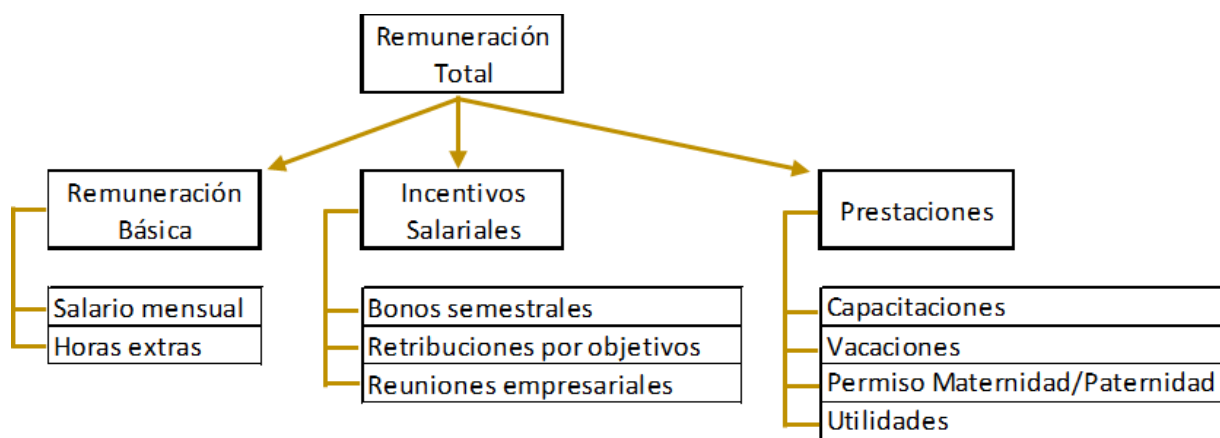 Remuneración
Total
Remuneración
Básica
Salario mensual
Horas extras
Incentivos
Salariales
Bonos semestrales
Retribuciones por objetivos
Reuniones empresariales
Prestaciones
Capacitaciones
Vacaciones
Permiso Maternidad/Paternidad
Utilidades